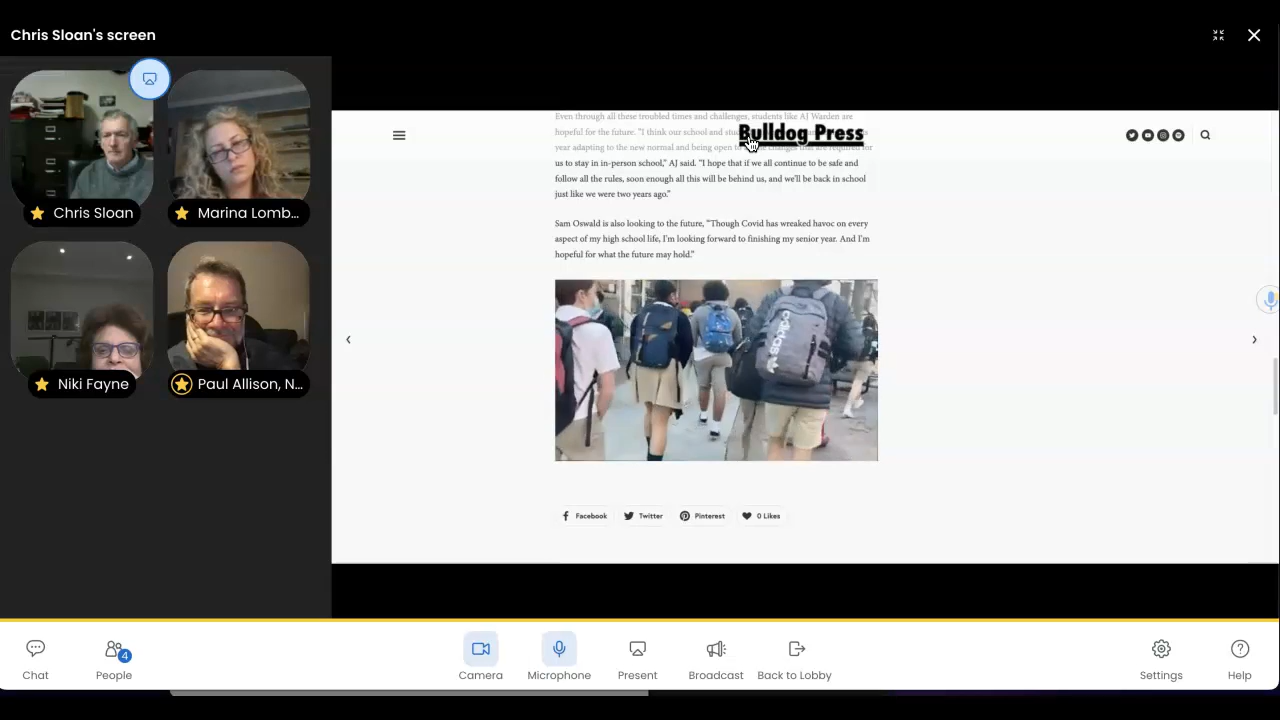 Chris Sloan's screen
Chris Sloan
Marina Lomb...
Niki Fayne
Paul Allison, N...
Even through all these troubled times and challenges, students like AJ Warden are
hopeful for the future. "I think our school and stud
Bulldog Press
year adapting to the new normal and being open to changes that are required for
us to stay in in-person school," AJ said. "I hope that if we all continue to be safe and
follow all the rules, soon enough all this will be behind us, and we'll be back in school
just like we were two years ago."
Sam Oswald is also looking to the future, "Though Covid has wreaked havoc on every
aspect of my high school life, I'm looking forward to finishing my senior year. And I'm
hopeful for what the future may hold."
adidas
Facebook
Twitter
Pinterest
0 Likes
Chat
4
People
Camera
Microphone
Present
Broadcast
Back to Lobby
Settings
Help